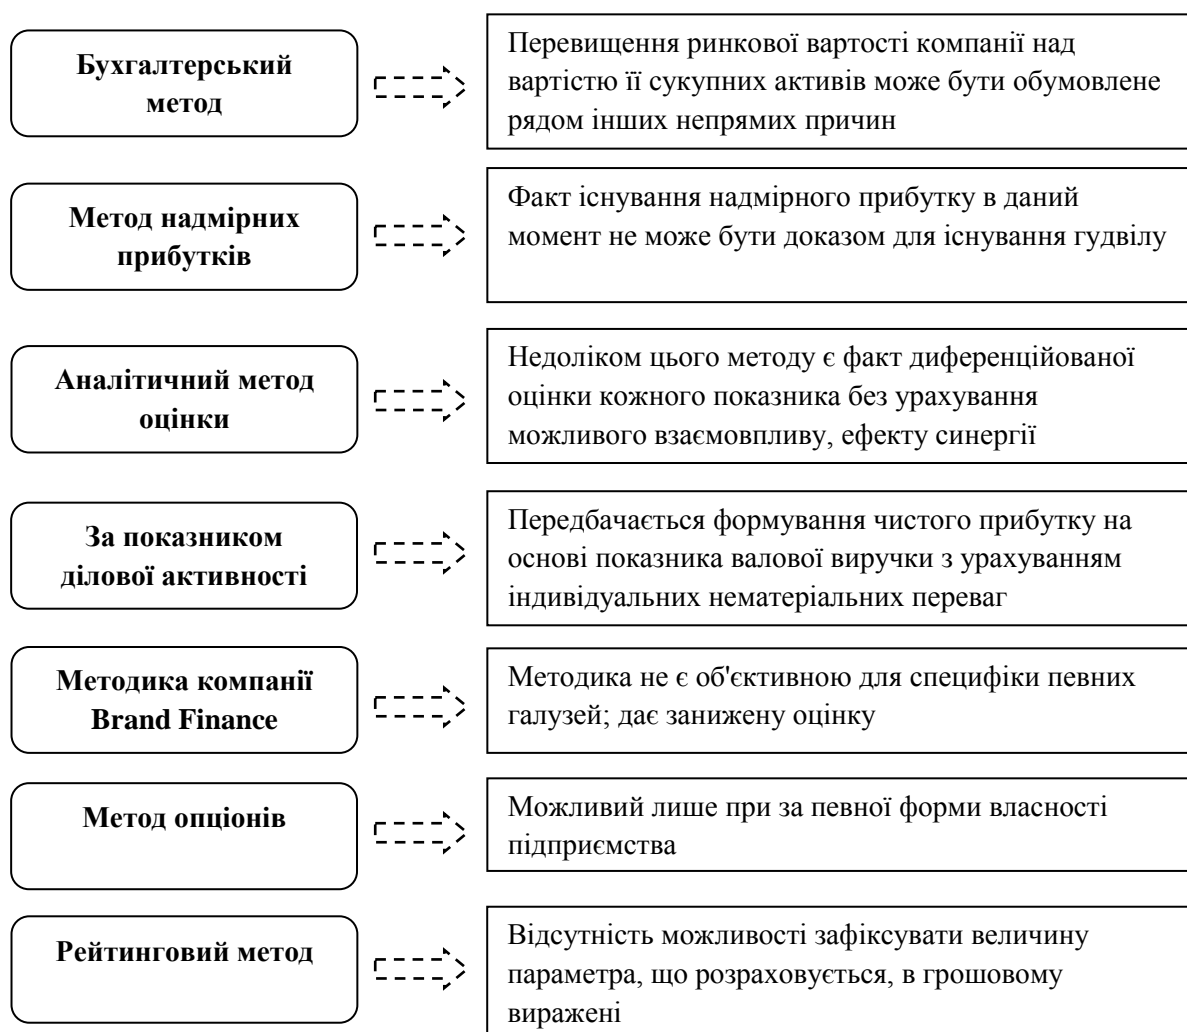 Бухгалтерський
метод
Перевищення ринкової вартості компанії над
вартістю її сукупних активів може бути обумовлене
рядом інших непрямих причин
Метод надмірних
прибутків
Факт існування надмірного прибутку в даний
момент не може бути доказом для існування гудвілу
Аналітичний метод
оцінки
Недоліком цього методу є факт диференційованої
оцінки кожного показника без урахування
можливого взаємовпливу, ефекту синергії
За показником
ділової активності
Передбачається формування чистого прибутку на
основі показника валової виручки з урахуванням
індивідуальних нематеріальних переваг
Методика компанії
Brand Finance
Методика не є об'єктивною для специфіки певних
галузей; дає занижену оцінку
Метод опціонів
Можливий лише при за певної форми власності
підприємства
Рейтинговий метод
Відсутність можливості зафіксувати величину
параметра, що розраховується, в грошовому
виражені